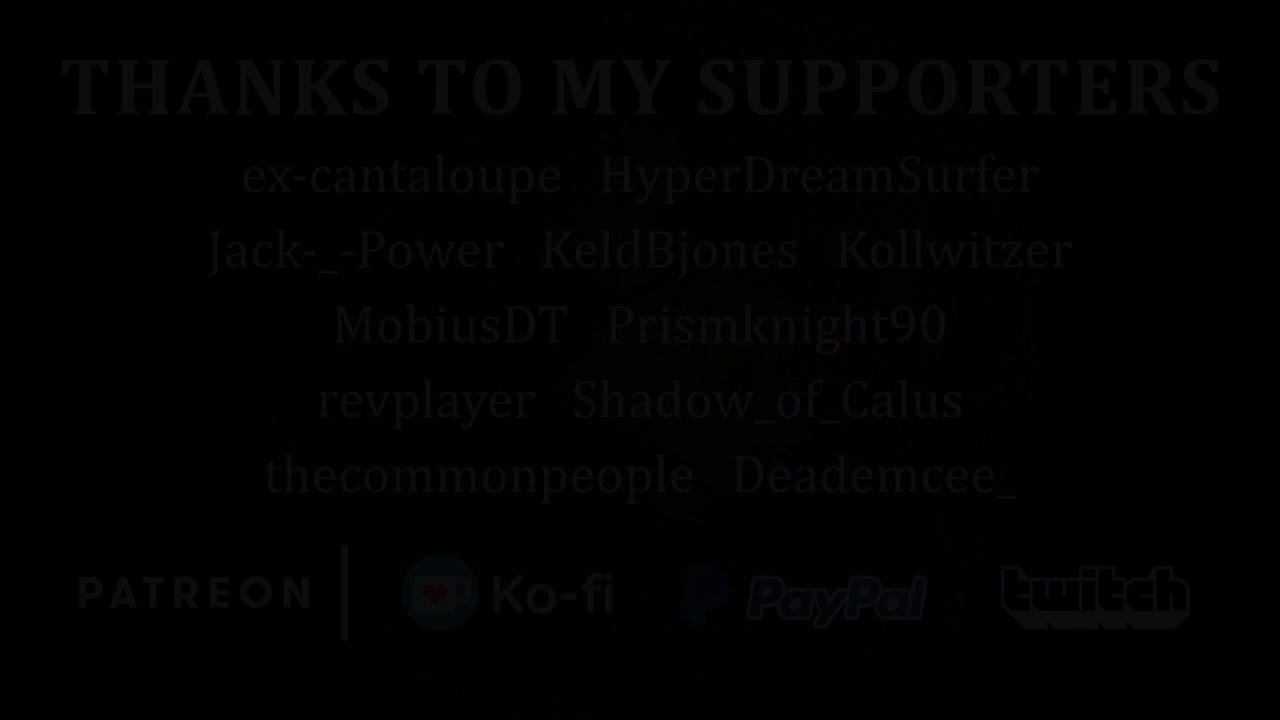 THANKS TO MY SUPPORTERS
ex-cantaloupe HyperDreamSurfer
Jack-_-Power KeldBjones Kollwitzer
MobiusDT Prismknight90
revplayer Shadow_of_Calus
thecommonpeople Deademcee_
PATREON Ko-fi PayPal twitch